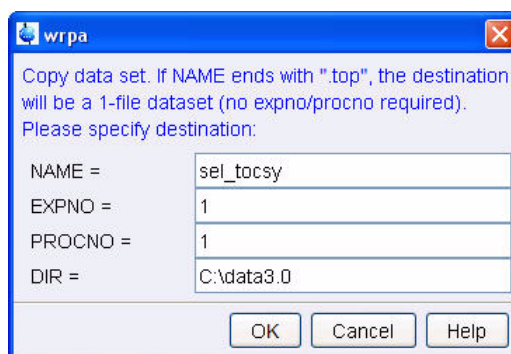 wrpa
Copy data set. If NAME ends with ".top", the destination
will be a 1-file dataset (no expno/procno required).
Please specify destination:
NAME = sel_tocsy
EXPNO = 1
PROCNO = 1
DIR = C:\data3.0
OK Cancel Help